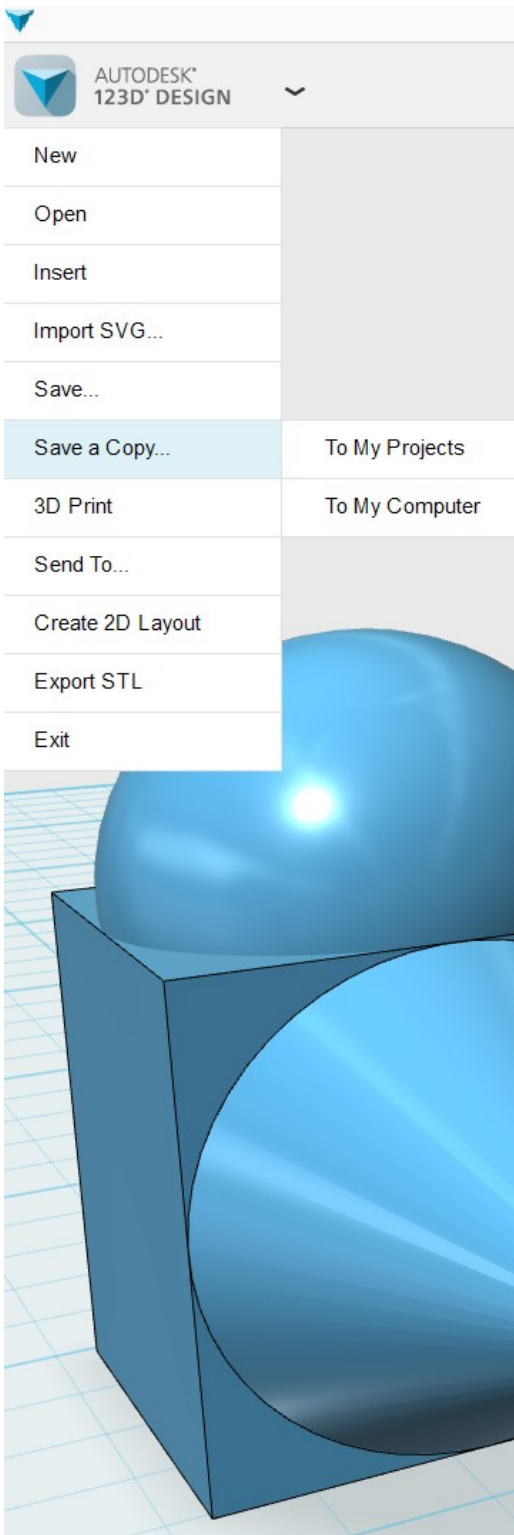 AUTODESK®
123D® DESIGN
New
Open
Insert
Import SVG...
Save...
Save a Copy...
To My Projects
3D Print
To My Computer
Send To...
Create 2D Layout
Export STL
Exit